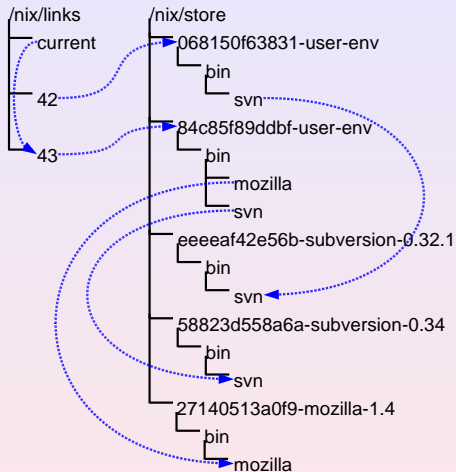 /nix/links
current
42
43
/nix/store
068150f63831-user-env
bin
svn
84c85f89ddbf-user-env
bin
mozilla
svn
eeeeaf42e56b-subversion-0.32.1
bin
svn
58823d558a6a-subversion-0.34
bin
svn
27140513a0f9-mozilla-1.4
bin
mozilla